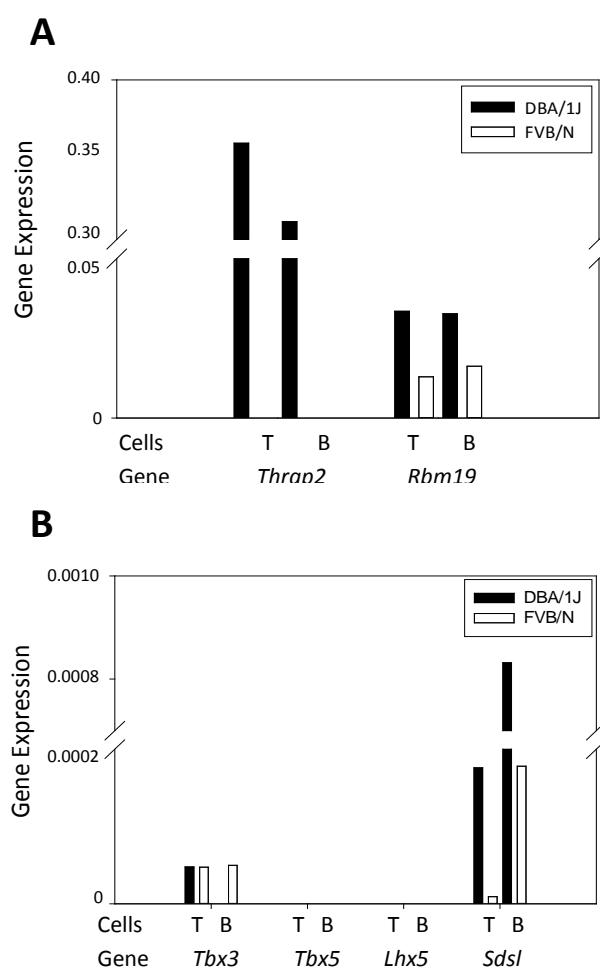 A
0.40
DBA/1J
FVB/N
0.35
0.30
0.05
0
Gene Expression
Cells T B T B
Gene Thrap2 Rbm19
B
0.0010
DBA/1J
FVB/N
0.0008
0.0002
0
Gene Expression
Cells T B T B T B T B
Gene Tbx3 Tbx5 Lhx5 Sdsl